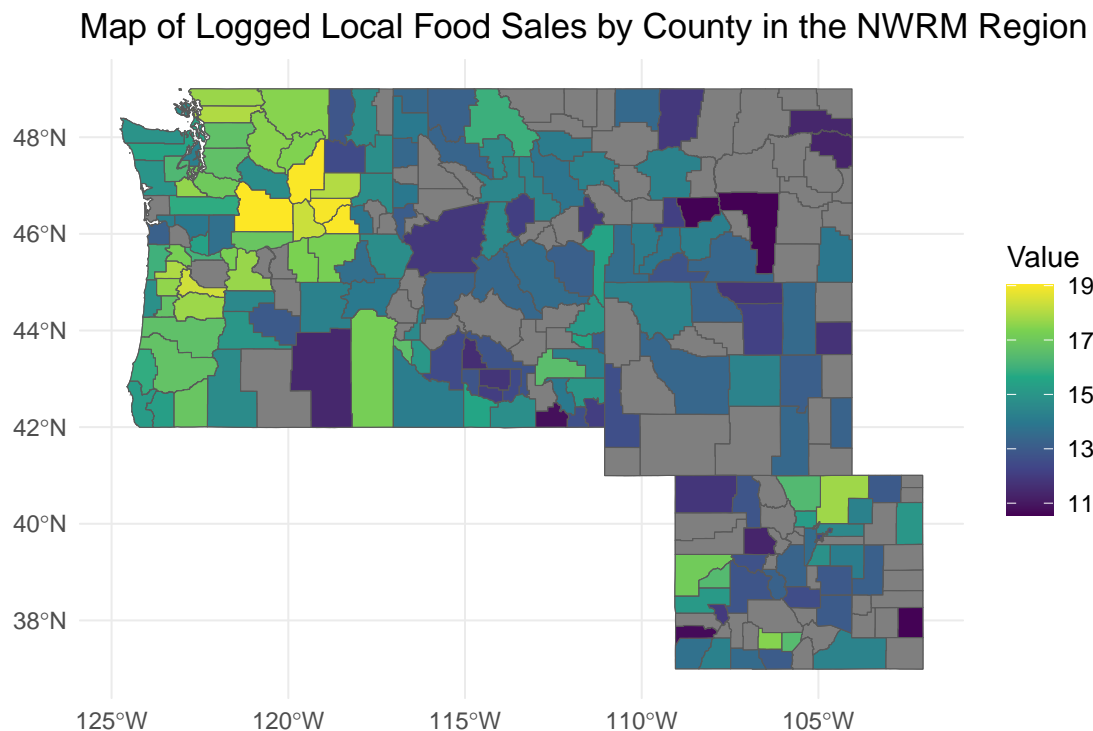 Map of Logged Local Food Sales by County in the NWRM Region
48°N
46°N
44°N
42°N
40°N
38°N
125°W
120°W
115°W
110°W
105°W
Value
19
17
15
13
11